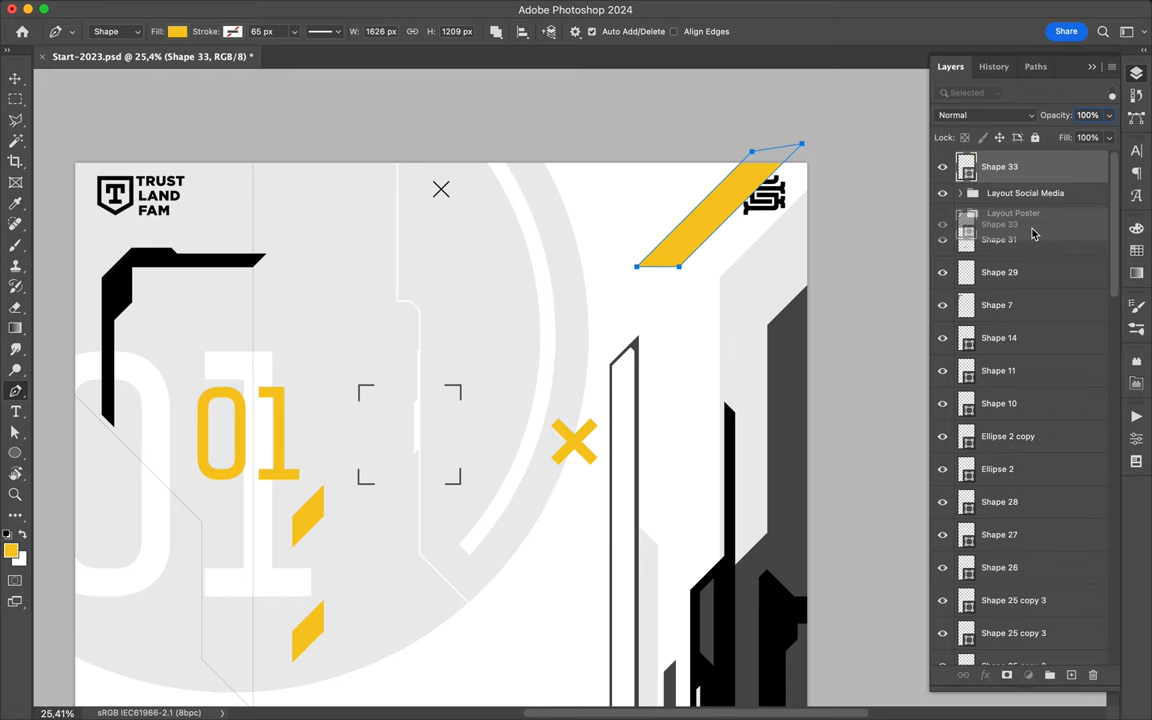 Adobe Photoshop 2024
Shape Fill: Stroke: 65 px W: 1626 px H: 1209 px Auto Add/Delete Align Edges Share
Start-2023.psd @ 25,4% (Shape 33, RGB/8) *
Layers History Paths
Selected
Normal Opacity: 100%
Lock: Fill: 100%
Shape 33
Layout Social Media
Layout Poster
Shape 33
Shape 31
Shape 29
Shape 7
Shape 14
Shape 11
Shape 10
Ellipse 2 copy
Ellipse 2
Shape 28
Shape 27
Shape 26
Shape 25 copy 3
Shape 25 copy 3
TRUST
LAND
FAM
01
01
25,41% sRGB IEC61966-2.1 (8bpc)